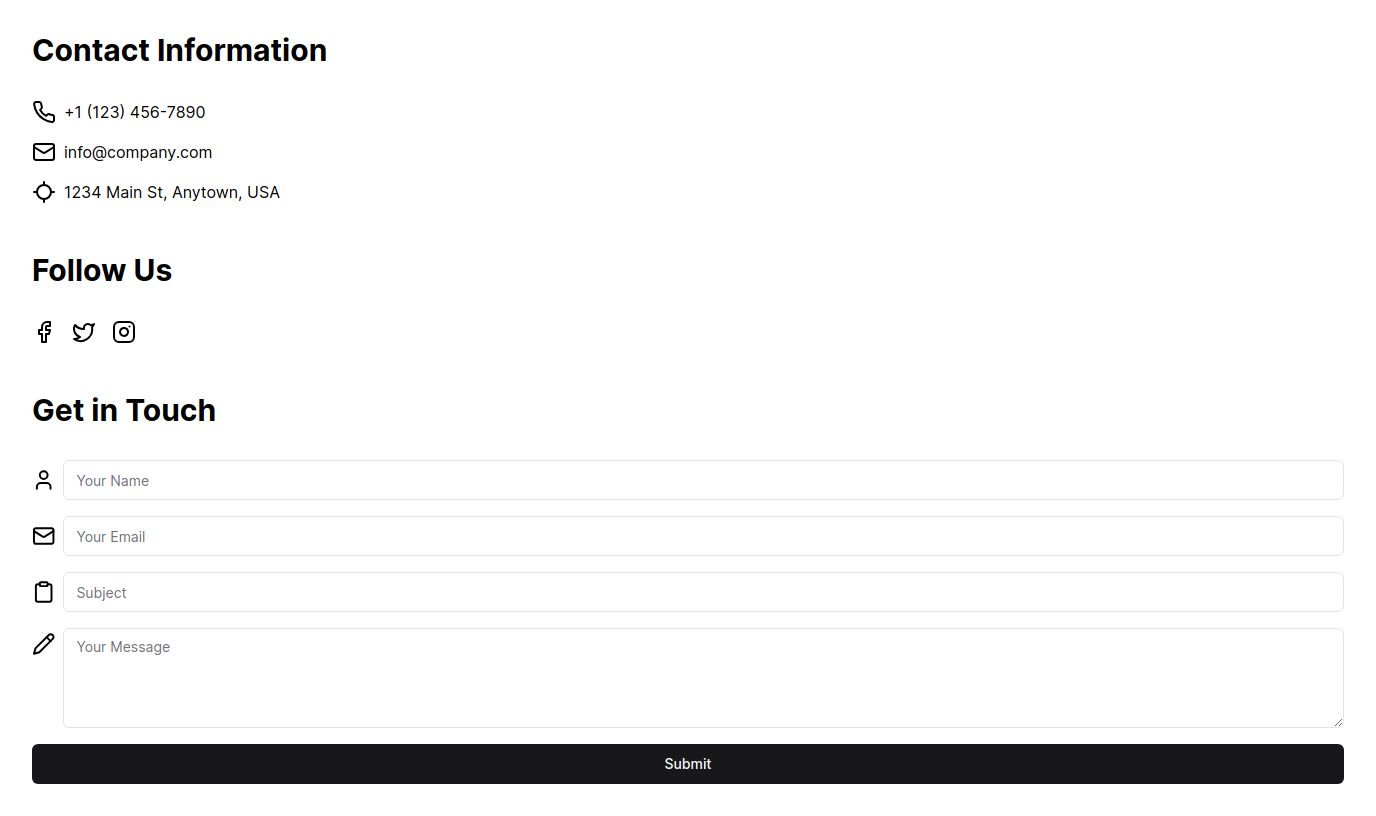 Contact Information
+1 (123) 456-7890
info@company.com
1234 Main St, Anytown, USA
Follow Us
Get in Touch
Your Name
Your Email
Subject
Your Message
Submit